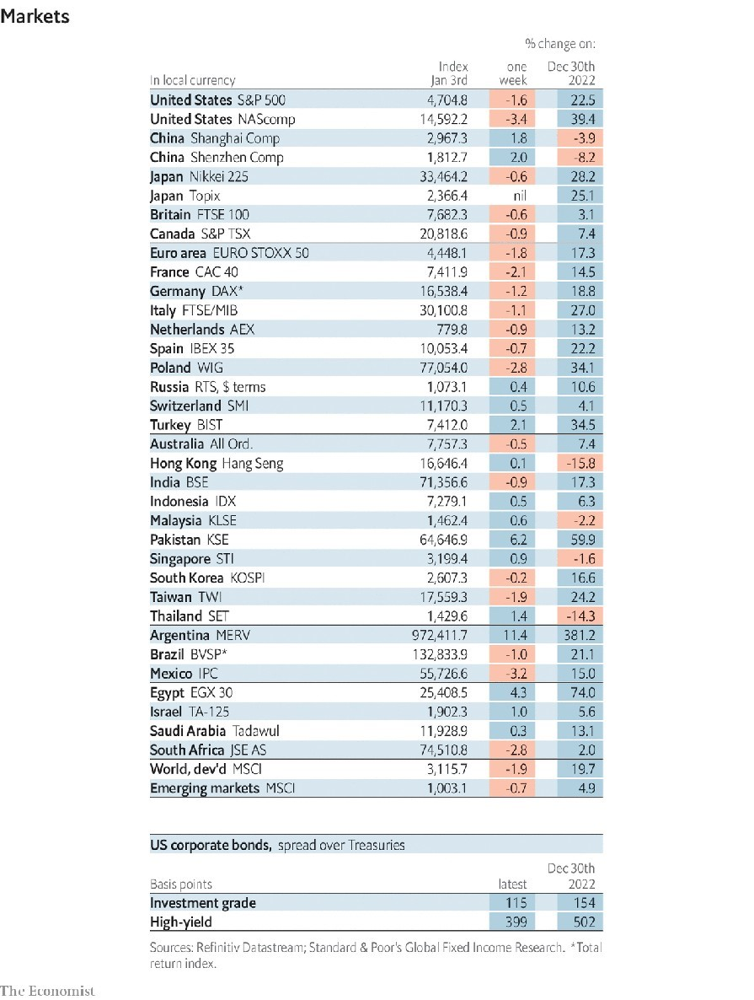 Markets
% change on:
Index one Dec 30th
In local currency Jan 3rd week 2022
United States S&P 500 4,704.8 -1.6 22.5
United States NAScomp 14,592.2 -3.4 39.4
China Shanghai Comp 2,967.3 1.8 -3.9
China Shenzhen Comp 1,812.7 2.0 -8.2
Japan Nikkei 225 33,464.2 -0.6 28.2
Japan Topix 2,366.4 nil 25.1
Britain FTSE 100 7,682.3 -0.6 3.1
Canada S&P TSX 20,818.6 -0.9 7.4
Euro area EURO STOXX 50 4,448.1 -1.8 17.3
France CAC 40 7,411.9 -2.1 14.5
Germany DAX* 16,538.4 -1.2 18.8
Italy FTSE/MIB 30,100.8 -1.1 27.0
Netherlands AEX 779.8 -0.9 13.2
Spain IBEX 35 10,053.4 -0.7 22.2
Poland WIG 77,054.0 -2.8 34.1
Russia RTS, $ terms 1,073.1 0.4 10.6
Switzerland SMI 11,170.3 0.5 4.1
Turkey BIST 7,412.0 2.1 34.5
Australia All Ord. 7,757.3 -0.5 7.4
Hong Kong Hang Seng 16,646.4 0.1 -15.8
India BSE 71,356.6 -0.9 17.3
Indonesia IDX 7,279.1 0.5 6.3
Malaysia KLSE 1,462.4 0.6 -2.2
Pakistan KSE 64,646.9 6.2 59.9
Singapore STI 3,199.4 0.9 -1.6
South Korea KOSPI 2,607.3 -0.2 16.6
Taiwan TWI 17,559.3 -1.9 24.2
Thailand SET 1,429.6 1.4 -14.3
Argentina MERV 972,411.7 11.4 381.2
Brazil BVSP* 132,833.9 -1.0 21.1
Mexico IPC 55,726.6 -3.2 15.0
Egypt EGX 30 25,408.5 4.3 74.0
Israel TA-125 1,902.3 1.0 5.6
Saudi Arabia Tadawul 11,928.9 0.3 13.1
South Africa JSE AS 74,510.8 -2.8 2.0
World, dev'd MSCI 3,115.7 -1.9 19.7
Emerging markets MSCI 1,003.1 -0.7 4.9
US corporate bonds, spread over Treasuries
Dec 30th
Basis points latest 2022
Investment grade 115 154
High-yield 399 502
Sources: Refinitiv Datastream; Standard & Poor's Global Fixed Income Research. *Total
return index.
The Economist